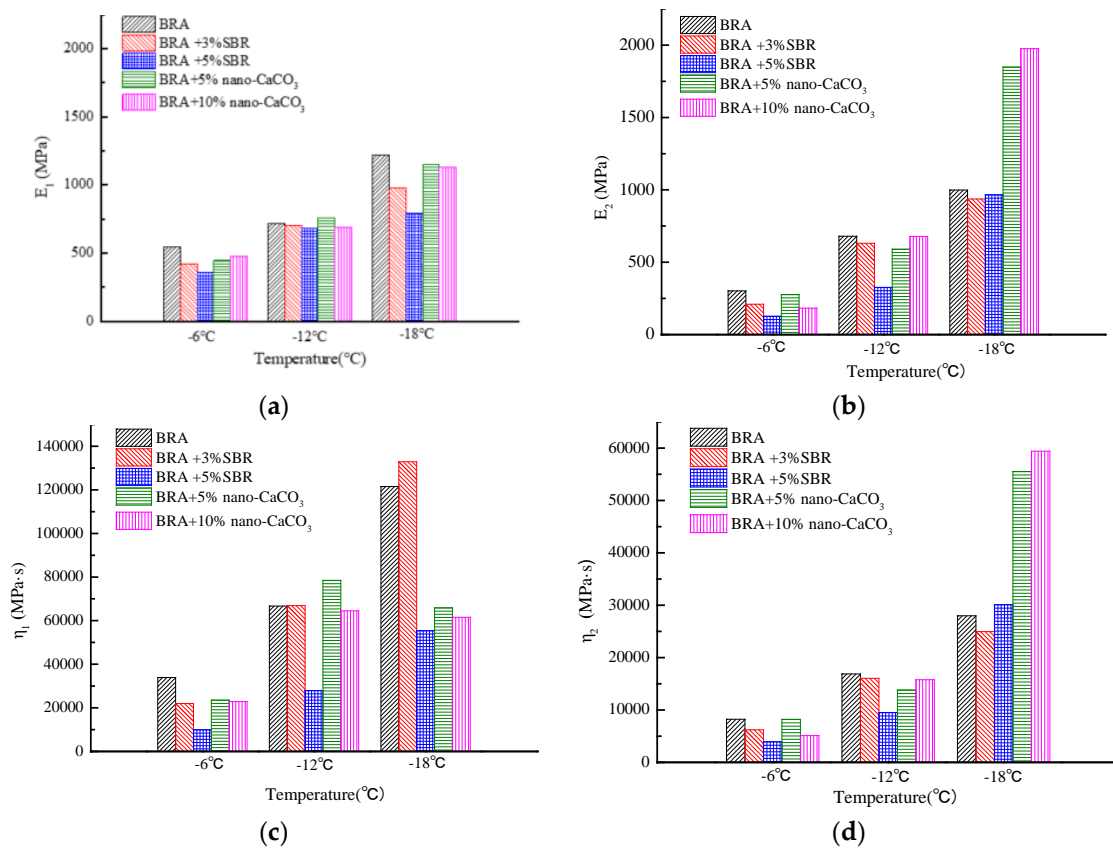 BRA
BRA +3%SBR
BRA +5%SBR
BRA+5% nano-CaCO₃
BRA+10% nano-CaCO₃
2000
1500
1000
500
0
E₁ (MPa)
-6℃
-12℃
-18℃
Temperature(℃)
(a)
BRA
BRA +3%SBR
BRA +5%SBR
BRA+5% nano-CaCO₃
BRA+10% nano-CaCO₃
2000
1500
1000
500
0
E₂ (MPa)
-6℃
-12℃
-18℃
Temperature(℃)
(b)
BRA
BRA +3%SBR
BRA +5%SBR
BRA+5% nano-CaCO₃
BRA+10% nano-CaCO₃
140000
120000
100000
80000
60000
40000
20000
0
η₁ (MPa·s)
-6℃
-12℃
-18℃
Temperature(℃)
(c)
BRA
BRA +3%SBR
BRA +5%SBR
BRA+5% nano-CaCO₃
BRA+10% nano-CaCO₃
60000
50000
40000
30000
20000
10000
0
η₂ (MPa·s)
-6℃
-12℃
-18℃
Temperature(℃)
(d)